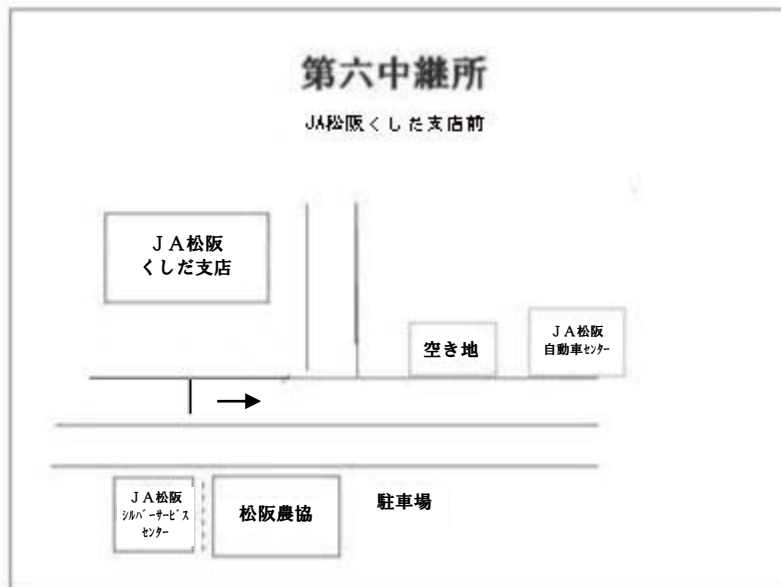 第六中継所
JA松阪くしだ支店前
ＪＡ松阪
くしだ支店
空き地
ＪＡ松阪
自動車ｾﾝﾀｰ
ＪＡ松阪
ｼﾙﾊﾞｰｻｰﾋﾞｽ
ｾﾝﾀｰ
松阪農協
駐車場